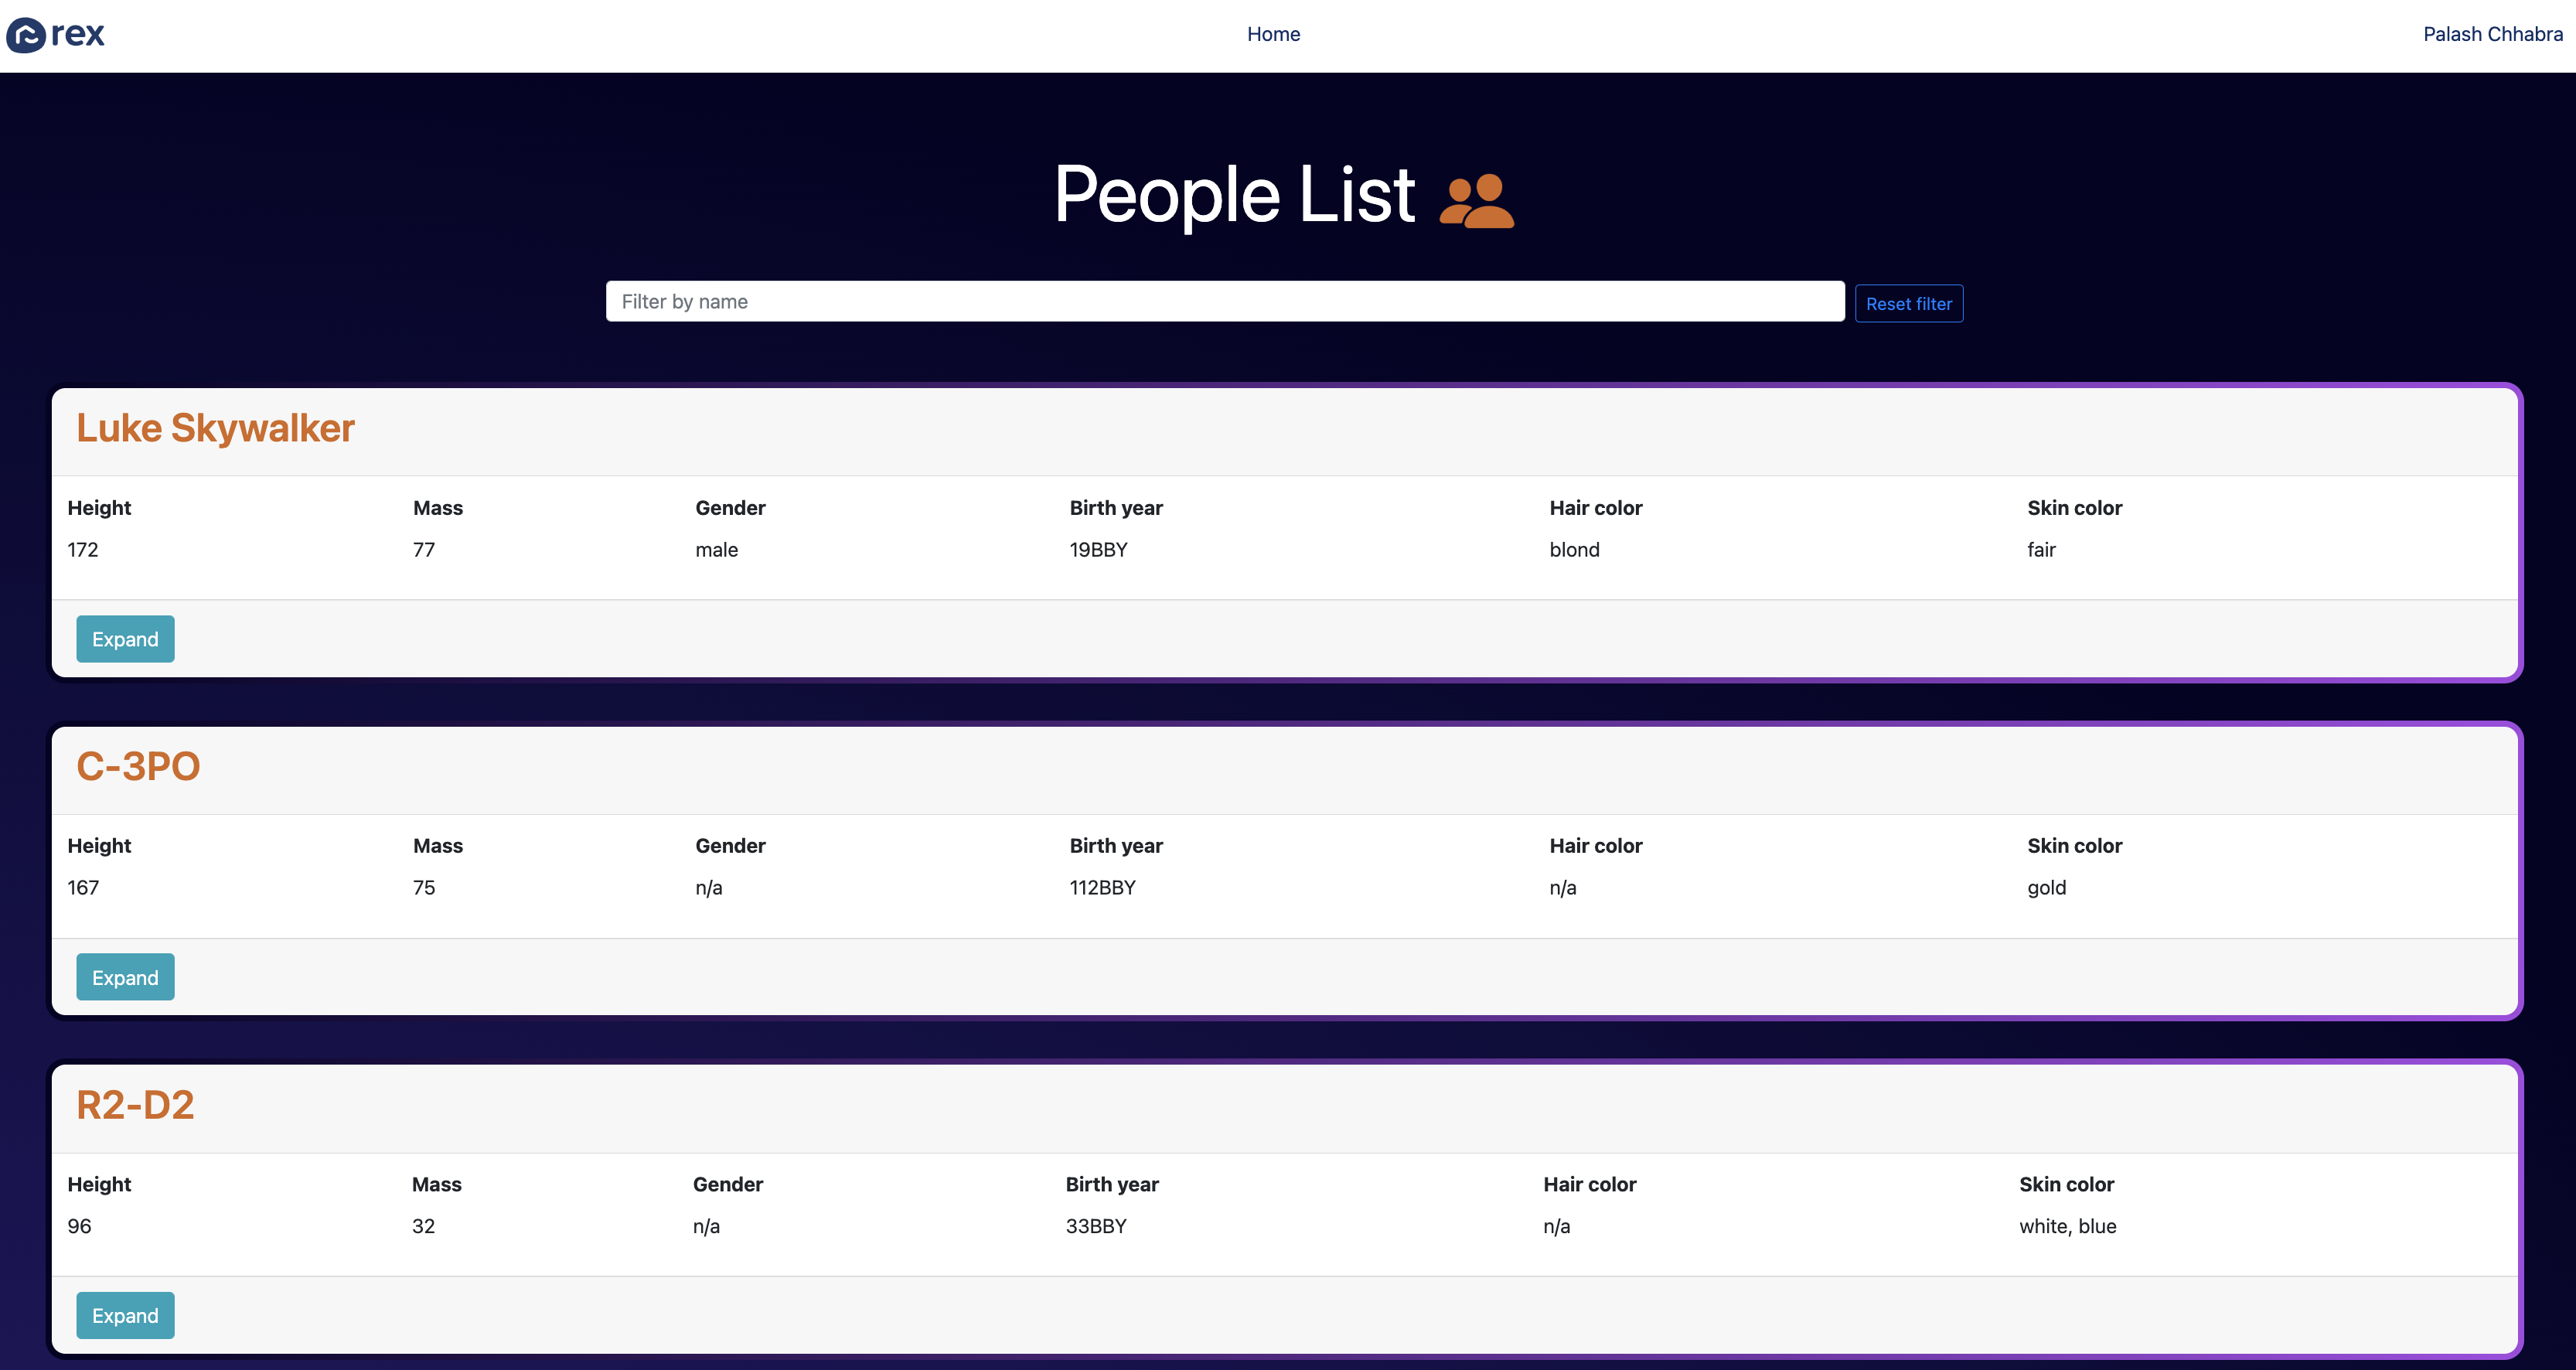 rex Home Palash Chhabra
People List
Filter by name Reset filter
Luke Skywalker
Height Mass Gender Birth year Hair color Skin color
172 77 male 19BBY blond fair
Expand
C-3PO
Height Mass Gender Birth year Hair color Skin color
167 75 n/a 112BBY n/a gold
Expand
R2-D2
Height Mass Gender Birth year Hair color Skin color
96 32 n/a 33BBY n/a white, blue
Expand